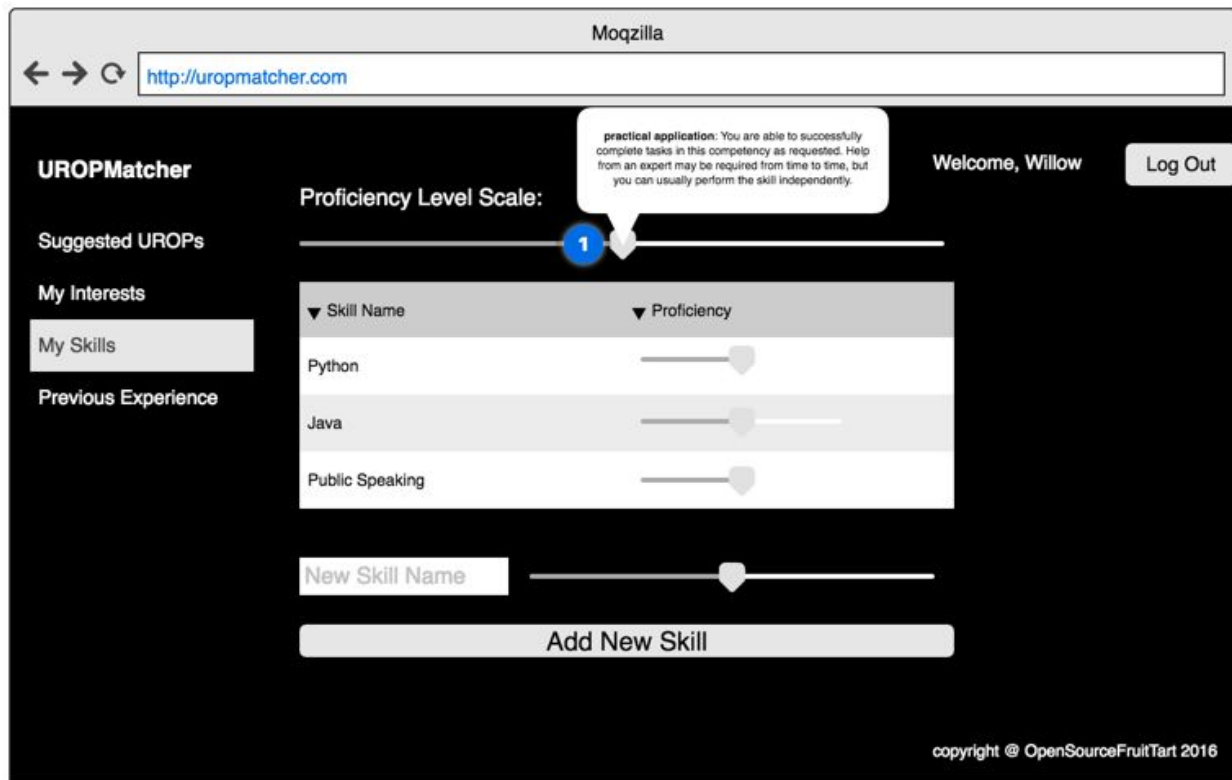 Moqzilla
http://uropmatcher.com
practical application: You are able to successfully
complete tasks in this competency as requested. Help
from an expert may be required from time to time, but
you can usually perform the skill independently.
UROPMatcher
Welcome, Willow
Log Out
Proficiency Level Scale:
1
Suggested UROPs
My Interests
My Skills
Previous Experience
Skill Name
Proficiency
Python
Java
Public Speaking
New Skill Name
Add New Skill
copyright @ OpenSourceFruitTart 2016